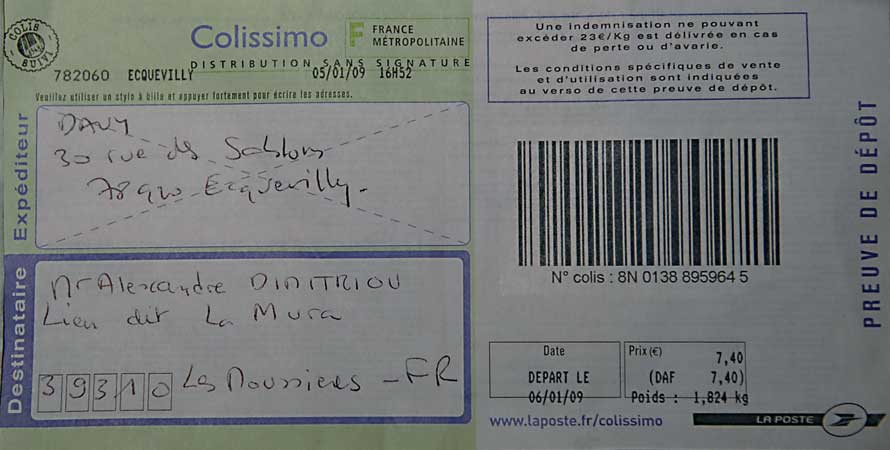 Colissimo
F FRANCE
MÉTROPOLITAINE
DISTRIBUTION SANS SIGNATURE
782060 ECQUEVILLY 05/01/09 16H52
Veuillez utiliser un stylo à bille et appuyer fortement pour écrire les adresses.
Expéditeur
DAVY
30 rue des Sablons
78920 Ecquevilly-
Destinataire
Mr Alexandre DIMITRIOU
Lieu dit La Mura
39310 Les Moussieres - FR
Une indemnisation ne pouvant
excéder 23€/Kg est délivrée en cas
de perte ou d'avarie.
Les conditions spécifiques de vente
et d'utilisation sont indiquées
au verso de cette preuve de dépôt.
PREUVE DE DÉPÔT
N° colis : 8N 0138 895964 5
Date
DEPART LE
06/01/09
Prix (€) 7,40
(DAF 7,40)
Poids : 1,824 kg
www.laposte.fr/colissimo
LA POSTE